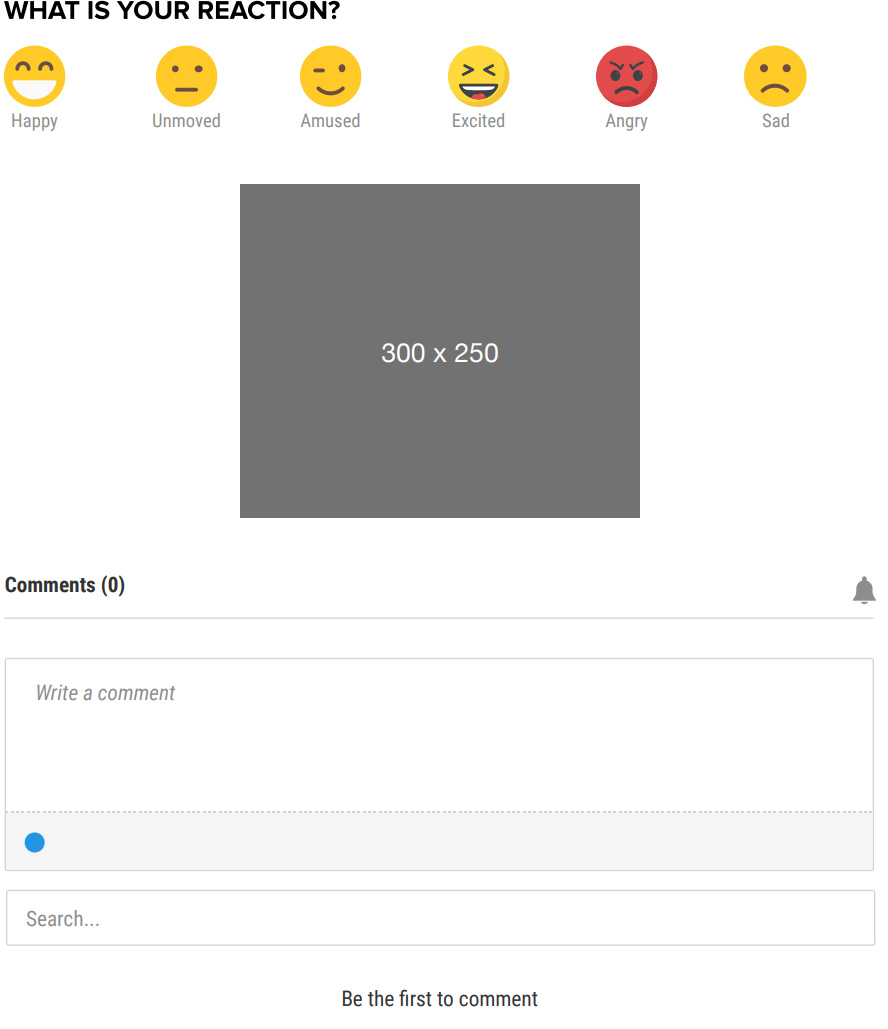 WHAT IS YOUR REACTION?
Happy Unmoved Amused Excited Angry Sad
300 x 250
Comments (0)
Write a comment
Search...
Be the first to comment